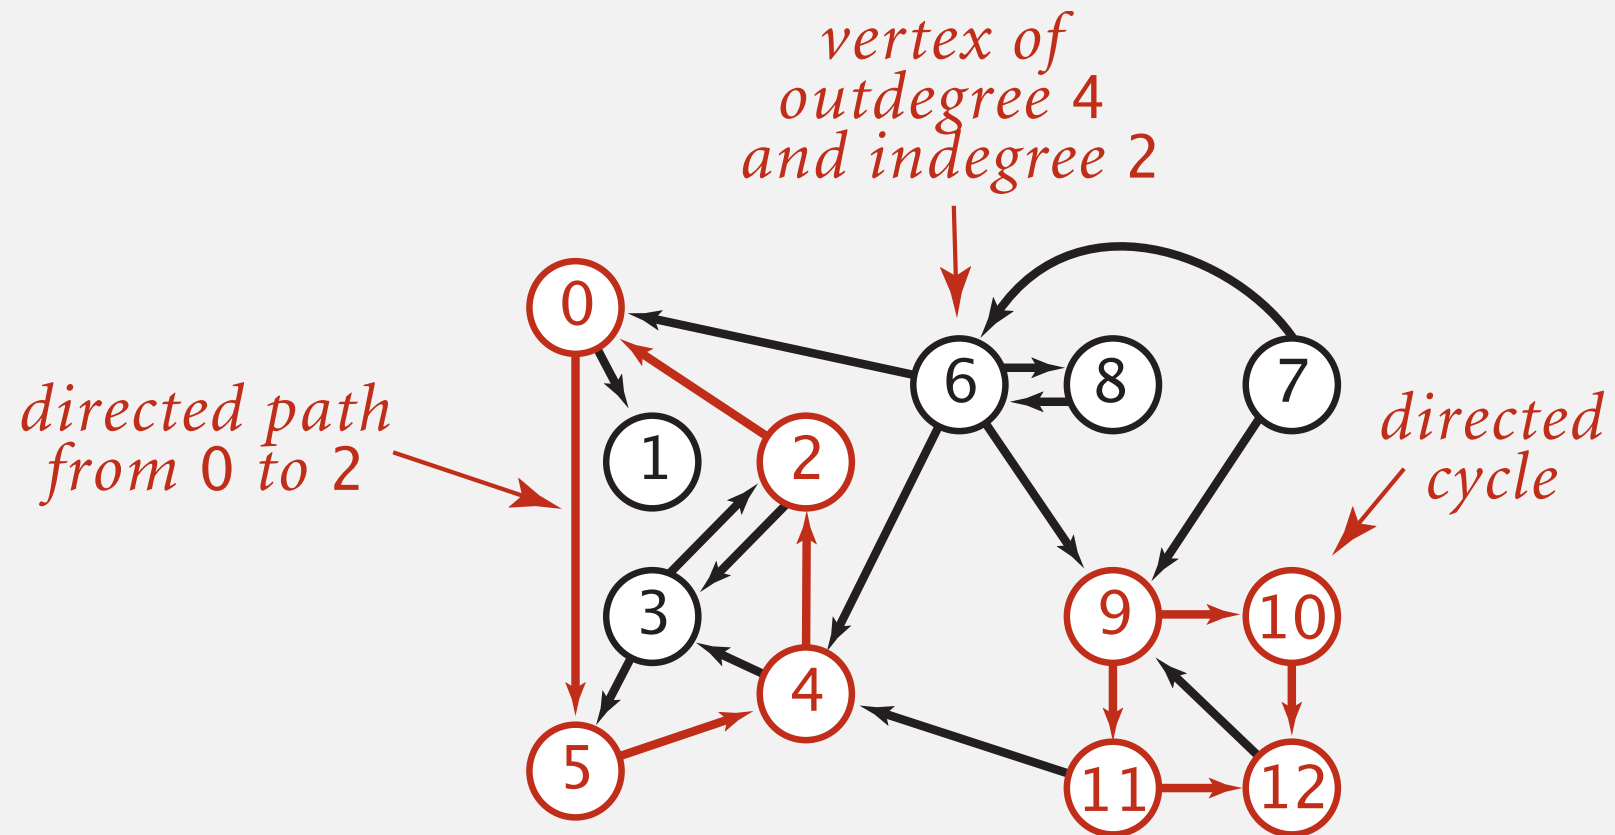 vertex of
outdegree 4
and indegree 2
0
6
8
7
directed path
from 0 to 2
directed
cycle
1
2
3
9
10
4
5
11
12